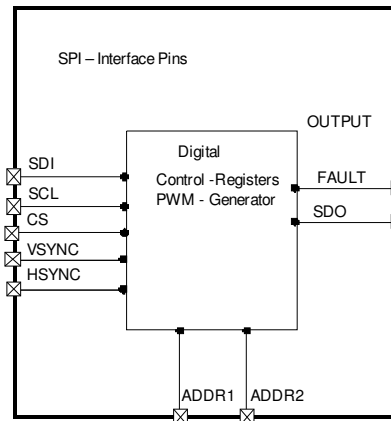 SPI – Interface Pins
OUTPUT
Digital
Control -Registers
PWM - Generator
SDI
SCL
CS
VSYNC
HSYNC
FAULT
SDO
ADDR1
ADDR2